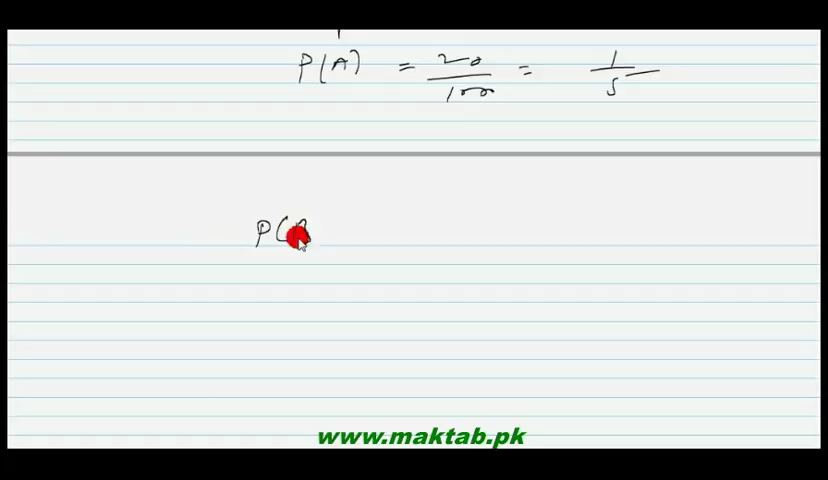 P(A) = 20/100 = 1/5
P(
www.maktab.pk